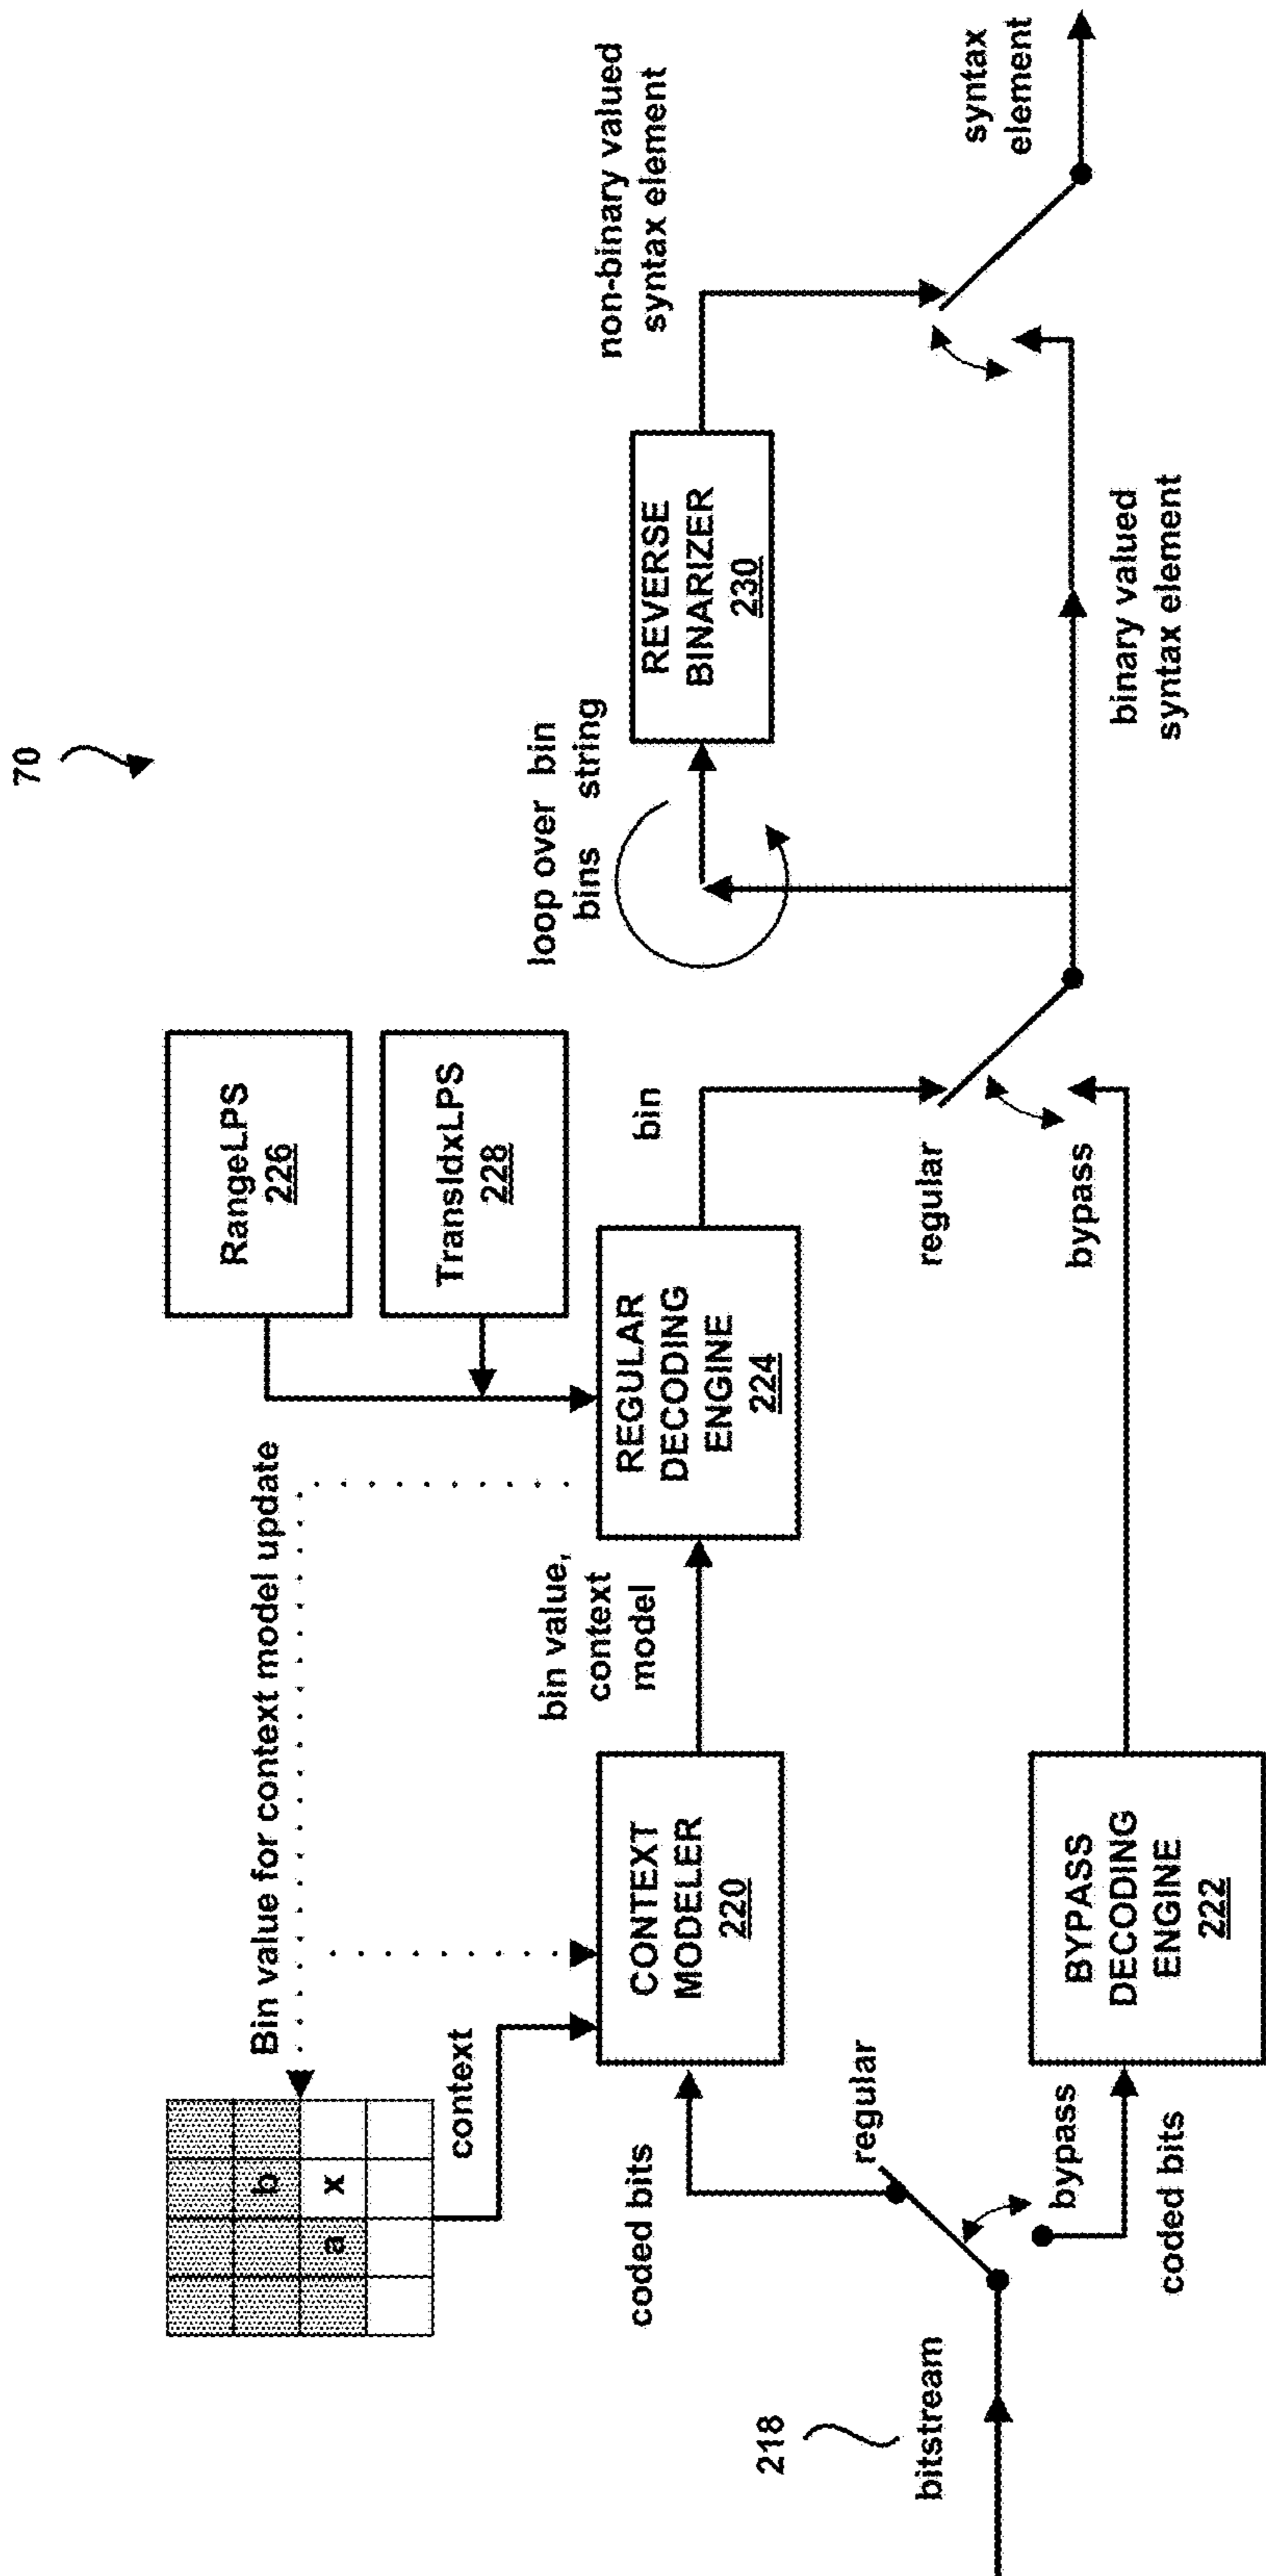 70
Bin value for context model update
RangeLPS
226
TransIdxLPS
228
b
a
x
context
bin value,
context
model
CONTEXT
MODELER
220
REGULAR
DECODING
ENGINE
224
bin
loop over
bins
bin
string
REVERSE
BINARIZER
230
non-binary valued
syntax element
syntax
element
coded bits
regular
218
bitstream
bypass
coded bits
BYPASS
DECODING
ENGINE
222
regular
bypass
binary valued
syntax element